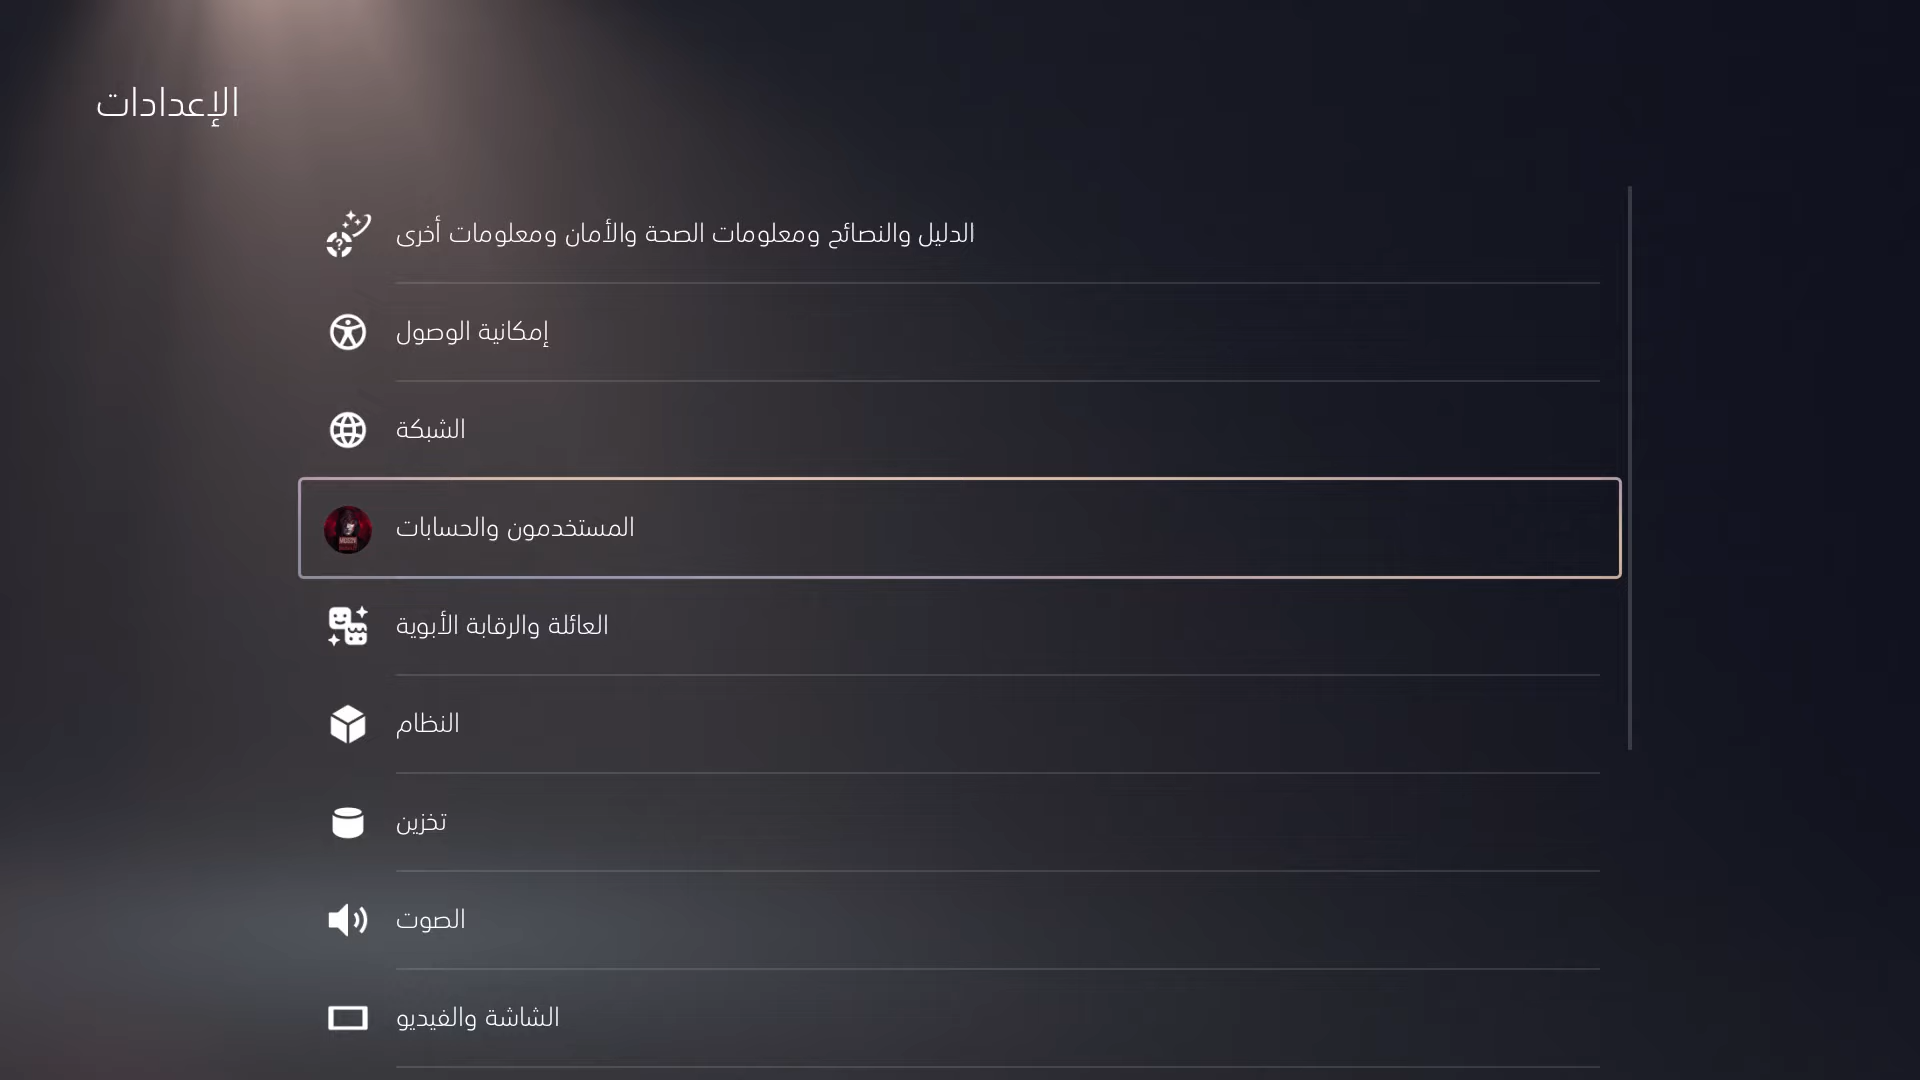 الإعدادات
الدليل والنصائح ومعلومات الصحة والأمان ومعلومات أخرى
إمكانية الوصول
الشبكة
المستخدمون والحسابات
العائلة والرقابة الأبوية
النظام
تخزين
الصوت
الشاشة والفيديو